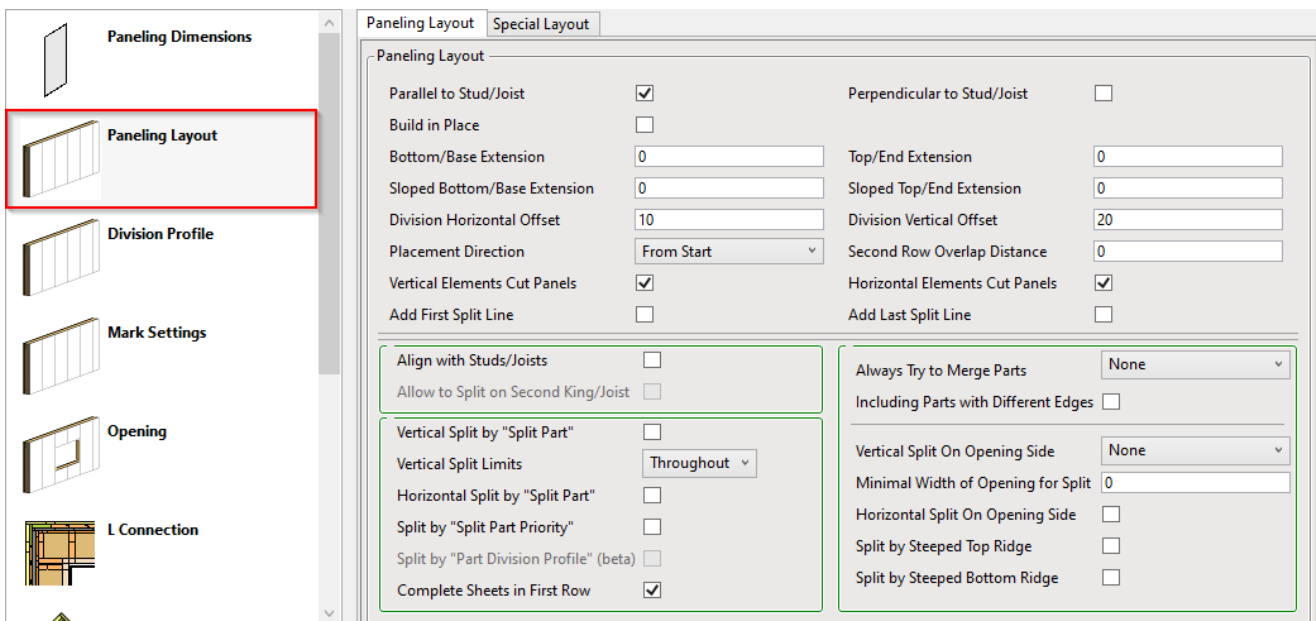 Paneling Dimensions
Paneling Layout
Division Profile
Mark Settings
Opening
L Connection
Paneling Layout Special Layout
Paneling Layout
Parallel to Stud/Joist Perpendicular to Stud/Joist
Build in Place
Bottom/Base Extension 0 Top/End Extension 0
Sloped Bottom/Base Extension 0 Sloped Top/End Extension 0
Division Horizontal Offset 10 Division Vertical Offset 20
Placement Direction From Start Second Row Overlap Distance 0
Vertical Elements Cut Panels Horizontal Elements Cut Panels
Add First Split Line Add Last Split Line
Align with Studs/Joists
Allow to Split on Second King/Joist
Vertical Split by "Split Part"
Vertical Split Limits Throughout
Horizontal Split by "Split Part"
Split by "Split Part Priority"
Split by "Part Division Profile" (beta)
Complete Sheets in First Row
Always Try to Merge Parts None
Including Parts with Different Edges
Vertical Split On Opening Side None
Minimal Width of Opening for Split 0
Horizontal Split On Opening Side
Split by Steeped Top Ridge
Split by Steeped Bottom Ridge